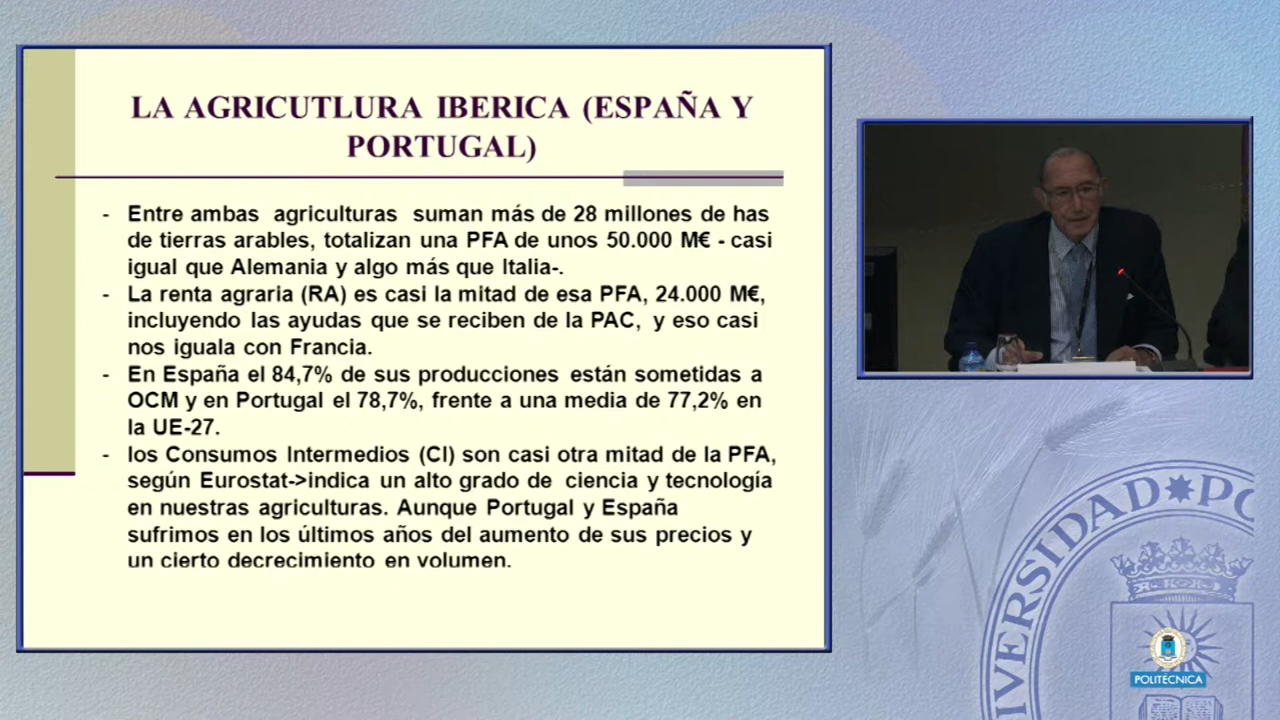 LA AGRICUTLURA IBERICA (ESPAÑA Y
PORTUGAL)
- Entre ambas agriculturas suman más de 28 millones de has
de tierras arables, totalizan una PFA de unos 50.000 M€ - casi
igual que Alemania y algo más que Italia-.
- La renta agraria (RA) es casi la mitad de esa PFA, 24.000 M€,
incluyendo las ayudas que se reciben de la PAC, y eso casi
nos iguala con Francia.
- En España el 84,7% de sus producciones están sometidas a
OCM y en Portugal el 78,7%, frente a una media de 77,2% en
la UE-27.
- los Consumos Intermedios (CI) son casi otra mitad de la PFA,
según Eurostat->indica un alto grado de ciencia y tecnología
en nuestras agriculturas. Aunque Portugal y España
sufrimos en los últimos años del aumento de sus precios y
un cierto decrecimiento en volumen.
IVERSIDAD PO
POLITÉCNICA